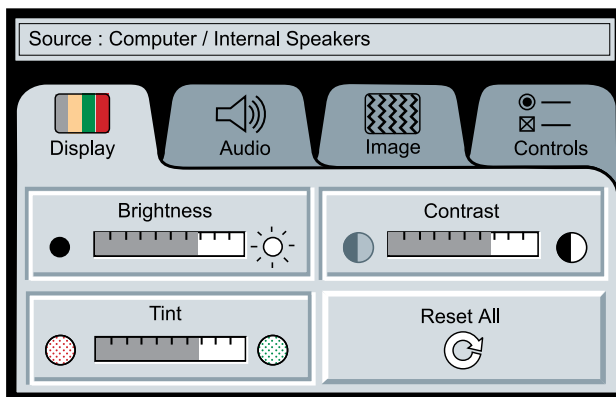 Source : Computer / Internal Speakers
Display
Audio
Image
Controls
Brightness
Contrast
Tint
Reset All